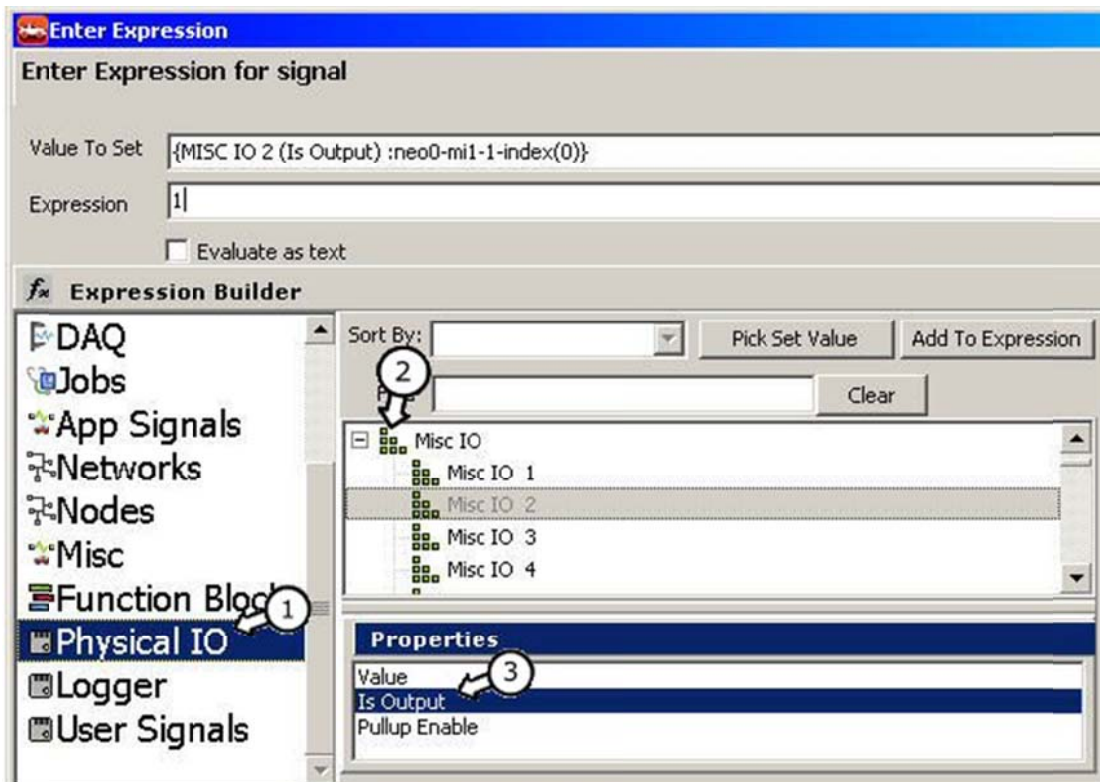 Enter Expression
Enter Expression for signal
Value To Set {MISC IO 2 (Is Output) :neo0-mi1-1-index(0)}
Expression 1
Evaluate as text
fx Expression Builder
DAQ
Jobs
App Signals
Networks
Nodes
Misc
Function
1
Physical IO
Logger
User Signals
Sort By: Pick Set Value Add To Expression
2
Clear
Misc IO
Misc IO 1
Misc IO 2
Misc IO 3
Misc IO 4
Properties
Value
3
Is Output
Pullup Enable